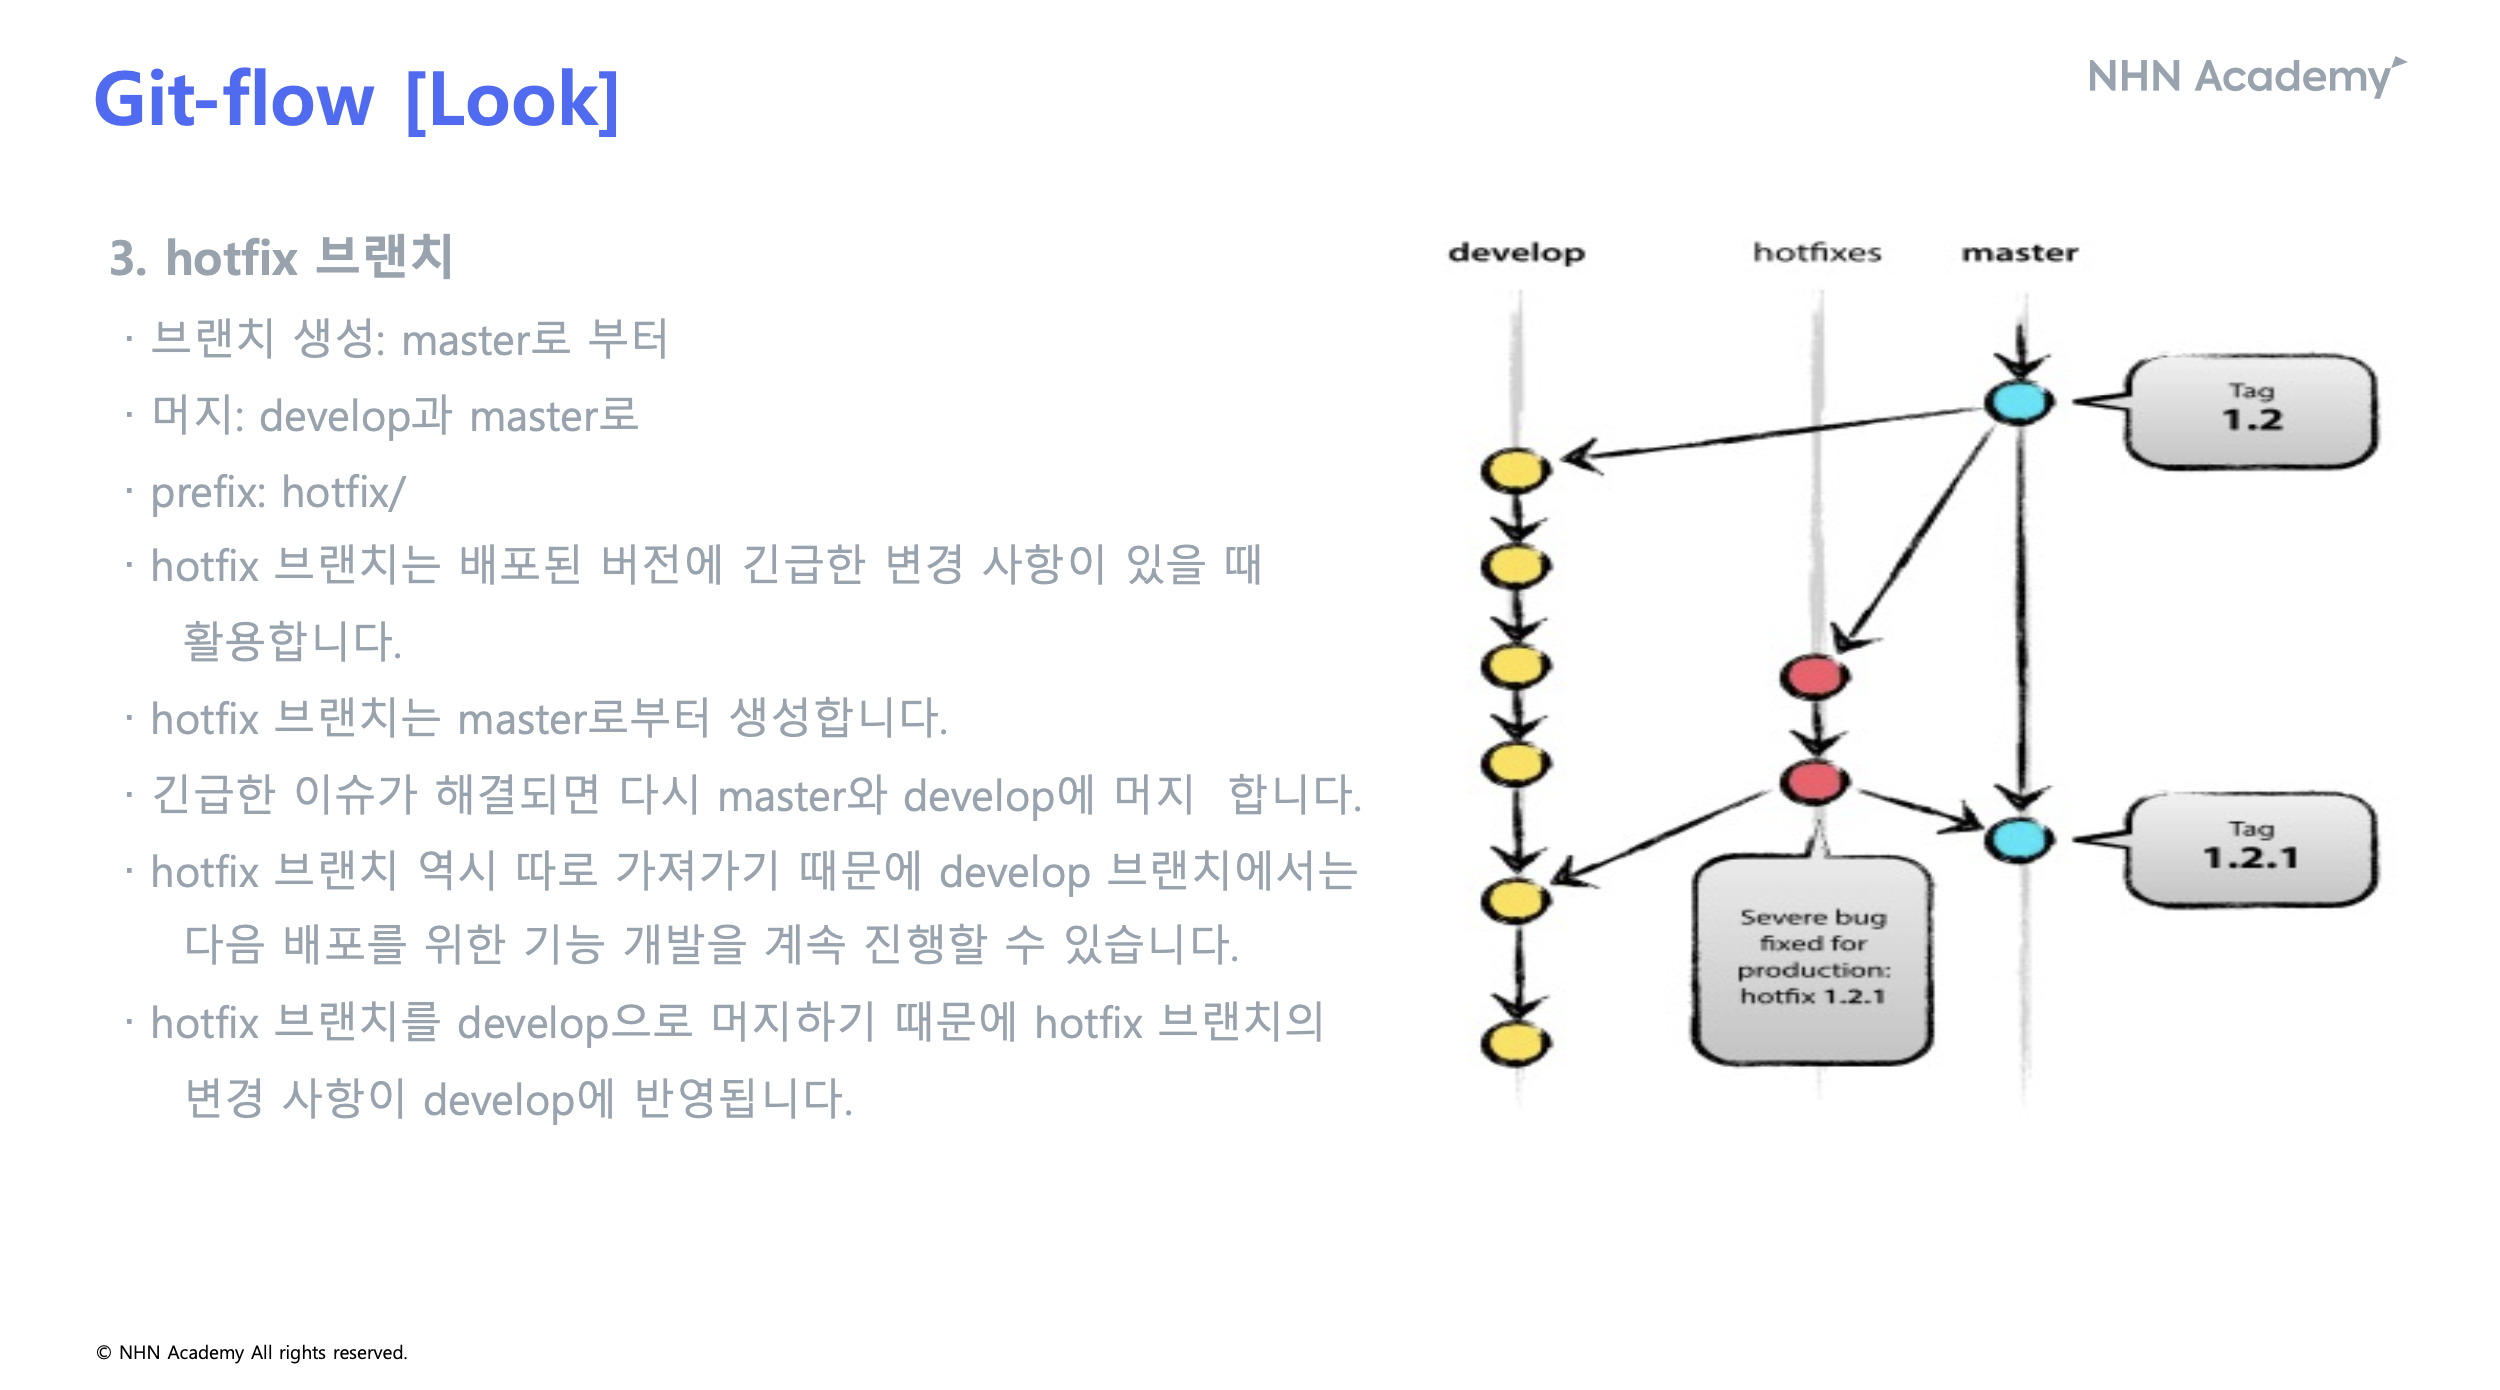 Git-flow [Look]
NHN Academy
3. hotfix 브랜치
· 브랜치 생성: master로 부터
· 머지: develop과 master로
· prefix: hotfix/
· hotfix 브랜치는 배포된 버전에 긴급한 변경 사항이 있을 때
활용합니다.
· hotfix 브랜치는 master로부터 생성합니다.
· 긴급한 이슈가 해결되면 다시 master와 develop에 머지 합니다.
· hotfix 브랜치 역시 따로 가져가기 때문에 develop 브랜치에서는
다음 배포를 위한 기능 개발을 계속 진행할 수 있습니다.
· hotfix 브랜치를 develop으로 머지하기 때문에 hotfix 브랜치의
변경 사항이 develop에 반영됩니다.
develop
hotfixes
master
Tag
1.2
Tag
1.2.1
Severe bug
fixed for
production:
hotfix 1.2.1
© NHN Academy All rights reserved.